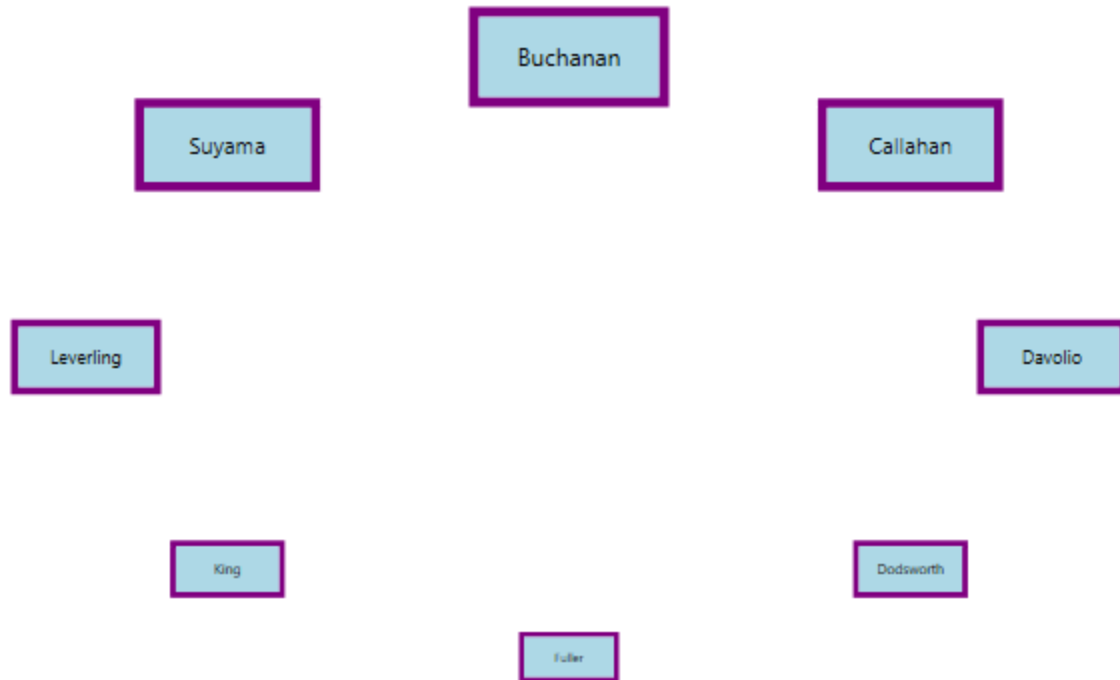 Buchanan
Suyama
Callahan
Leverling
Davolio
King
Dodsworth
Fuller